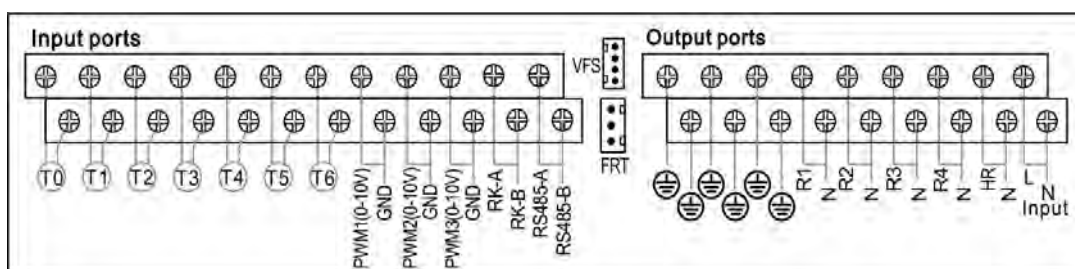 Input ports
VFS
Output ports
FRT
T0 T1 T2 T3 T4 T5 T6
PWM1(0-10V)
GND
PWM2(0-10V)
GND
PWM3(0-10V)
GND
RK-A
RK-B
RS485-A
RS485-B
R1
N
R2
N
R3
N
R4
N
HR
N
L
N
Input